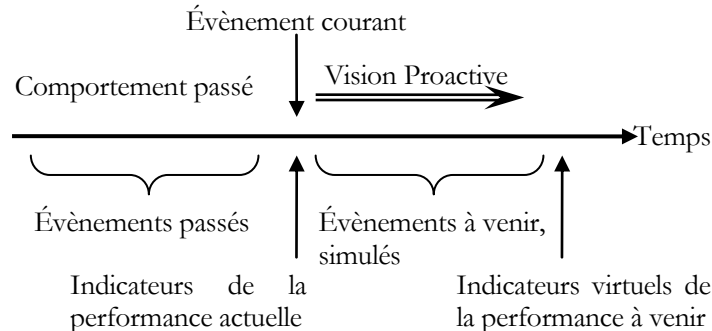 Évènement courant
Vision Proactive
Comportement passé
Temps
Évènements passés
Évènements à venir,
simulés
Indicateurs de la
performance actuelle
Indicateurs virtuels de
la performance à venir